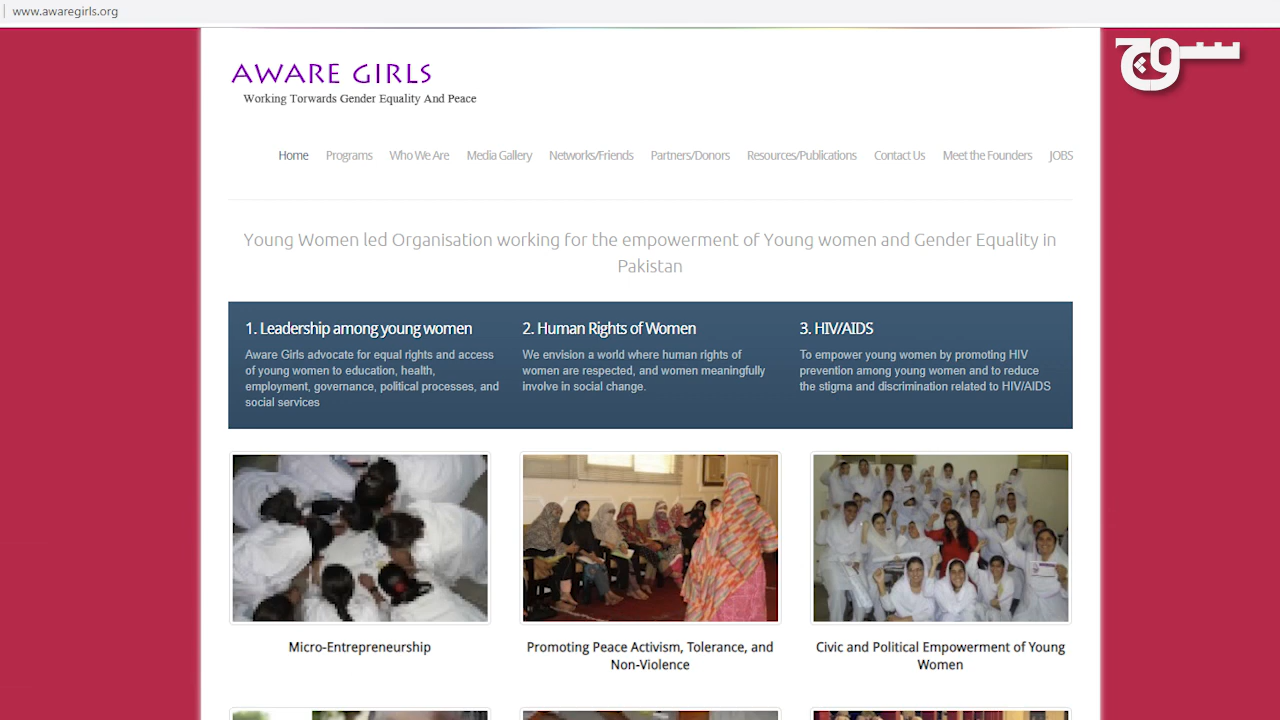 www.awaregirls.org
سوچ
AWARE GIRLS
Working Torwards Gender Equality And Peace
Home Programs Who We Are Media Gallery Networks/Friends Partners/Donors Resources/Publications Contact Us Meet the Founders JOBS
Young Women led Organisation working for the empowerment of Young women and Gender Equality in
Pakistan
1. Leadership among young women
Aware Girls advocate for equal rights and access
of young women to education, health,
employment, governance, political processes, and
social services
2. Human Rights of Women
We envision a world where human rights of
women are respected, and women meaningfully
involve in social change.
3. HIV/AIDS
To empower young women by promoting HIV
prevention among young women and to reduce
the stigma and discrimination related to HIV/AIDS
Micro-Entrepreneurship
Promoting Peace Activism, Tolerance, and
Non-Violence
Civic and Political Empowerment of Young
Women